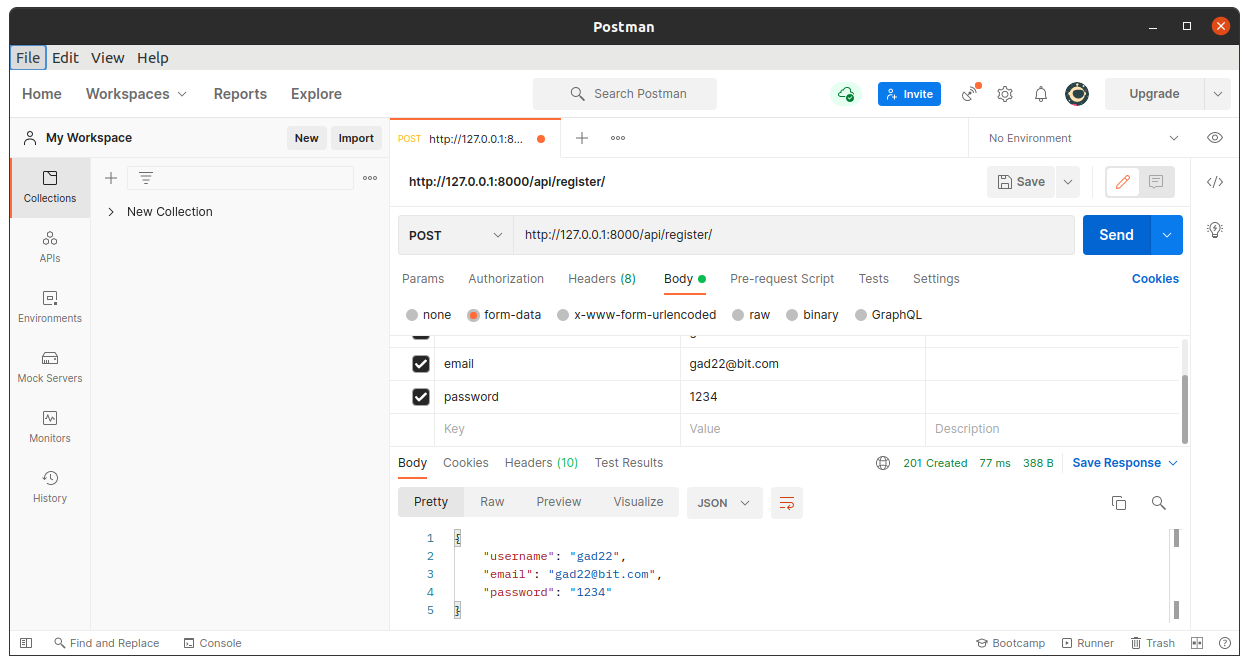 Postman
File Edit View Help
Home Workspaces Reports Explore Search Postman Invite Upgrade
My Workspace New Import POST http://127.0.0.1:8... No Environment
Collections
New Collection
APIs
Environments
Mock Servers
Monitors
History
http://127.0.0.1:8000/api/register/ Save
POST http://127.0.0.1:8000/api/register/ Send
Params Authorization Headers (8) Body Pre-request Script Tests Settings Cookies
none form-data x-www-form-urlencoded raw binary GraphQL
email gad22@bit.com
password 1234
Key Value Description
Body Cookies Headers (10) Test Results 201 Created 77 ms 388 B Save Response
Pretty Raw Preview Visualize JSON
1 {
2 "username": "gad22",
3 "email": "gad22@bit.com",
4 "password": "1234"
5 }
Find and Replace Console Bootcamp Runner Trash